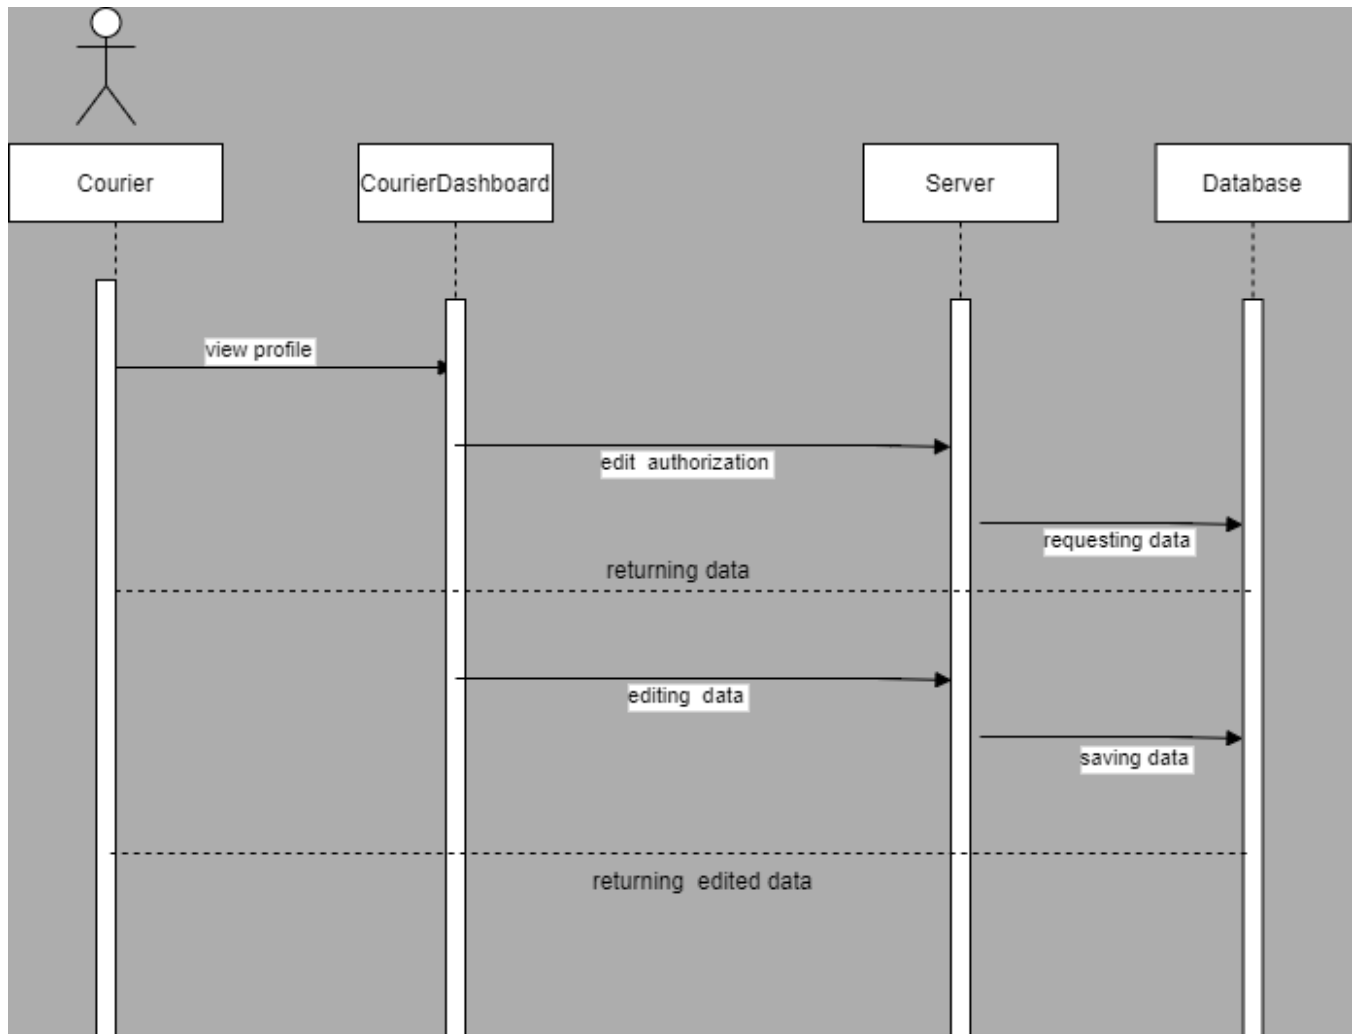 Courier
CourierDashboard
Server
Database
view profile
edit  authorization
requesting data
returning data
editing  data
saving data
returning  edited data